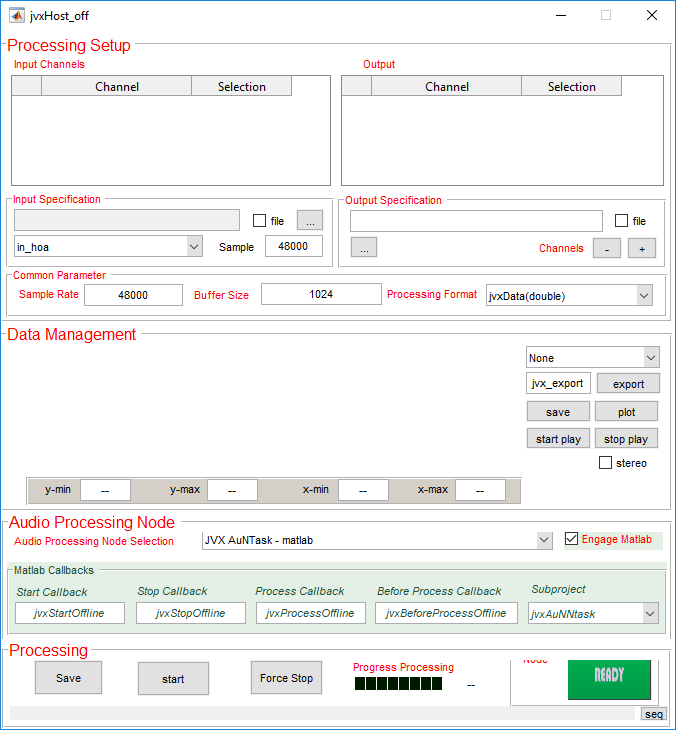 jvxHost_off
Processing Setup
Input Channels
Output
Channel Selection
Channel Selection
Input Specification
file ...
in_hoa
Sample 48000
Output Specification
file
...
Channels - +
Common Parameter
Sample Rate 48000
Buffer Size 1024
Processing Format jvxData(double)
Data Management
None
jvx_export export
save plot
start play stop play
stereo
y-min -- y-max -- x-min -- x-max --
Audio Processing Node
Audio Processing Node Selection JVX AuNTask - matlab
Engage Matlab
Matlab Callbacks
Start Callback Stop Callback Process Callback Before Process Callback Subproject
jvxStartOffline jvxStopOffline jvxProcessOffline jvxBeforeProcessOffline jvxAuNNtask
Processing
Save start Force Stop
Progress Processing
--
Node
READY
seq